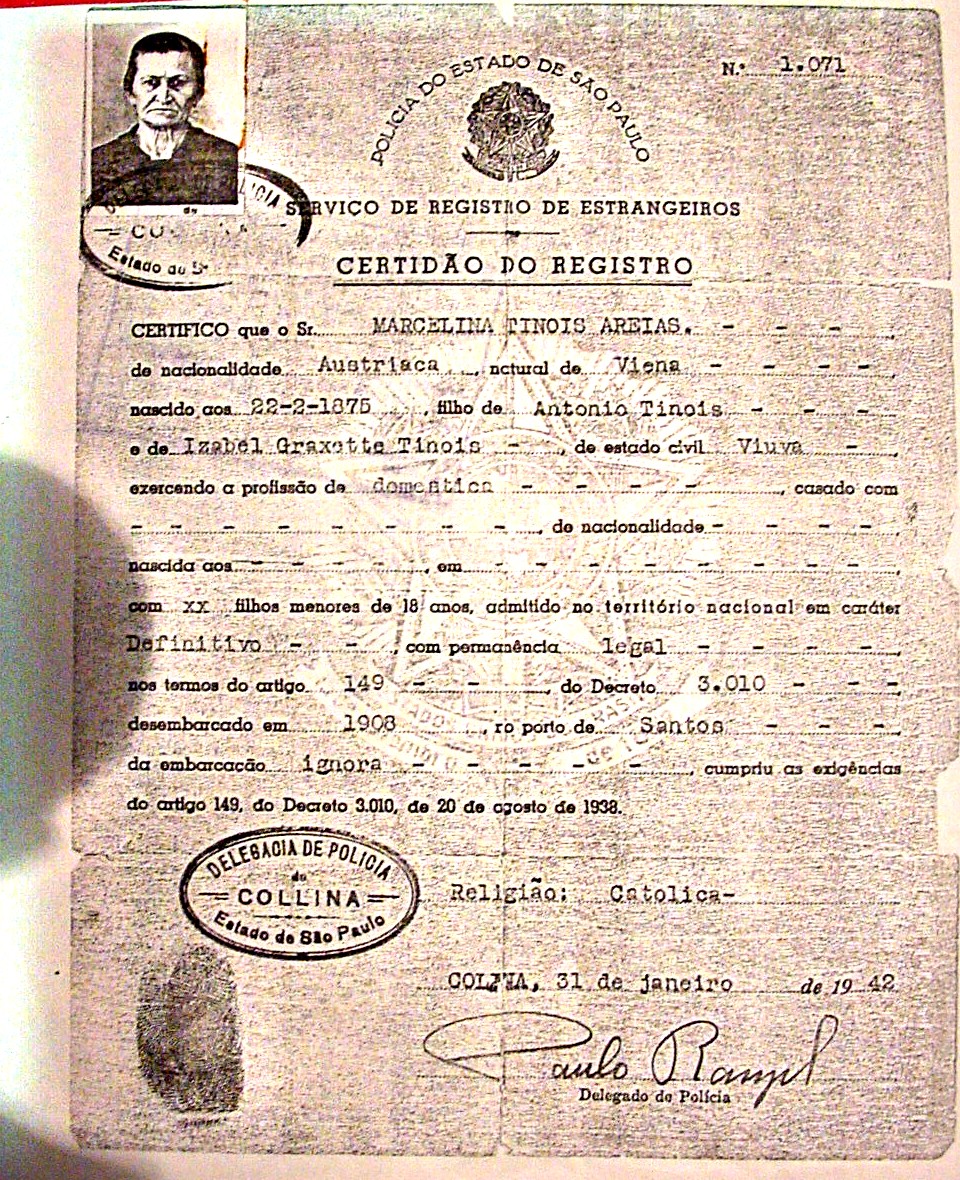 N.º 1.071
POLICIA DO ESTADO DE SÃO PAULO
SERVIÇO DE REGISTRO DE ESTRANGEIROS
CERTIDÃO DO REGISTRO
CERTIFICO que o Sr. MARCELINA TINOIS AREIAS. - - -
de nacionalidade Austriaca, natural de Viena - - - -
nascido aos 22-2-1875, filho de Antonio Tinois - - -
e de Izabel Graxette Tinois -, de estado civil Viuva -
exercendo a profissão de domestica - - - -, casado com
- - - - - - - -, de nacionalidade - - - -
nascida aos - - - -, em - - - - - - - -,
com xx filhos menores de 18 anos, admitido no território nacional em caráter
Definitivo - -, com permanência legal - - - -,
nos termos do artigo 149 - -, do Decreto 3.010 - - -,
desembarcado em 1908, no porto de Santos - - -
da embarcação ignora - - - - -, cumpriu as exigências
do artigo 149, do Decreto 3.010, de 20 de agosto de 1938.
DELEGACIA DE POLICIA
de
COLLINA
Estado de São Paulo
Religião: Catolica-
COLINA, 31 de janeiro de 1942
Paulo Rangel
Delegado de Polícia